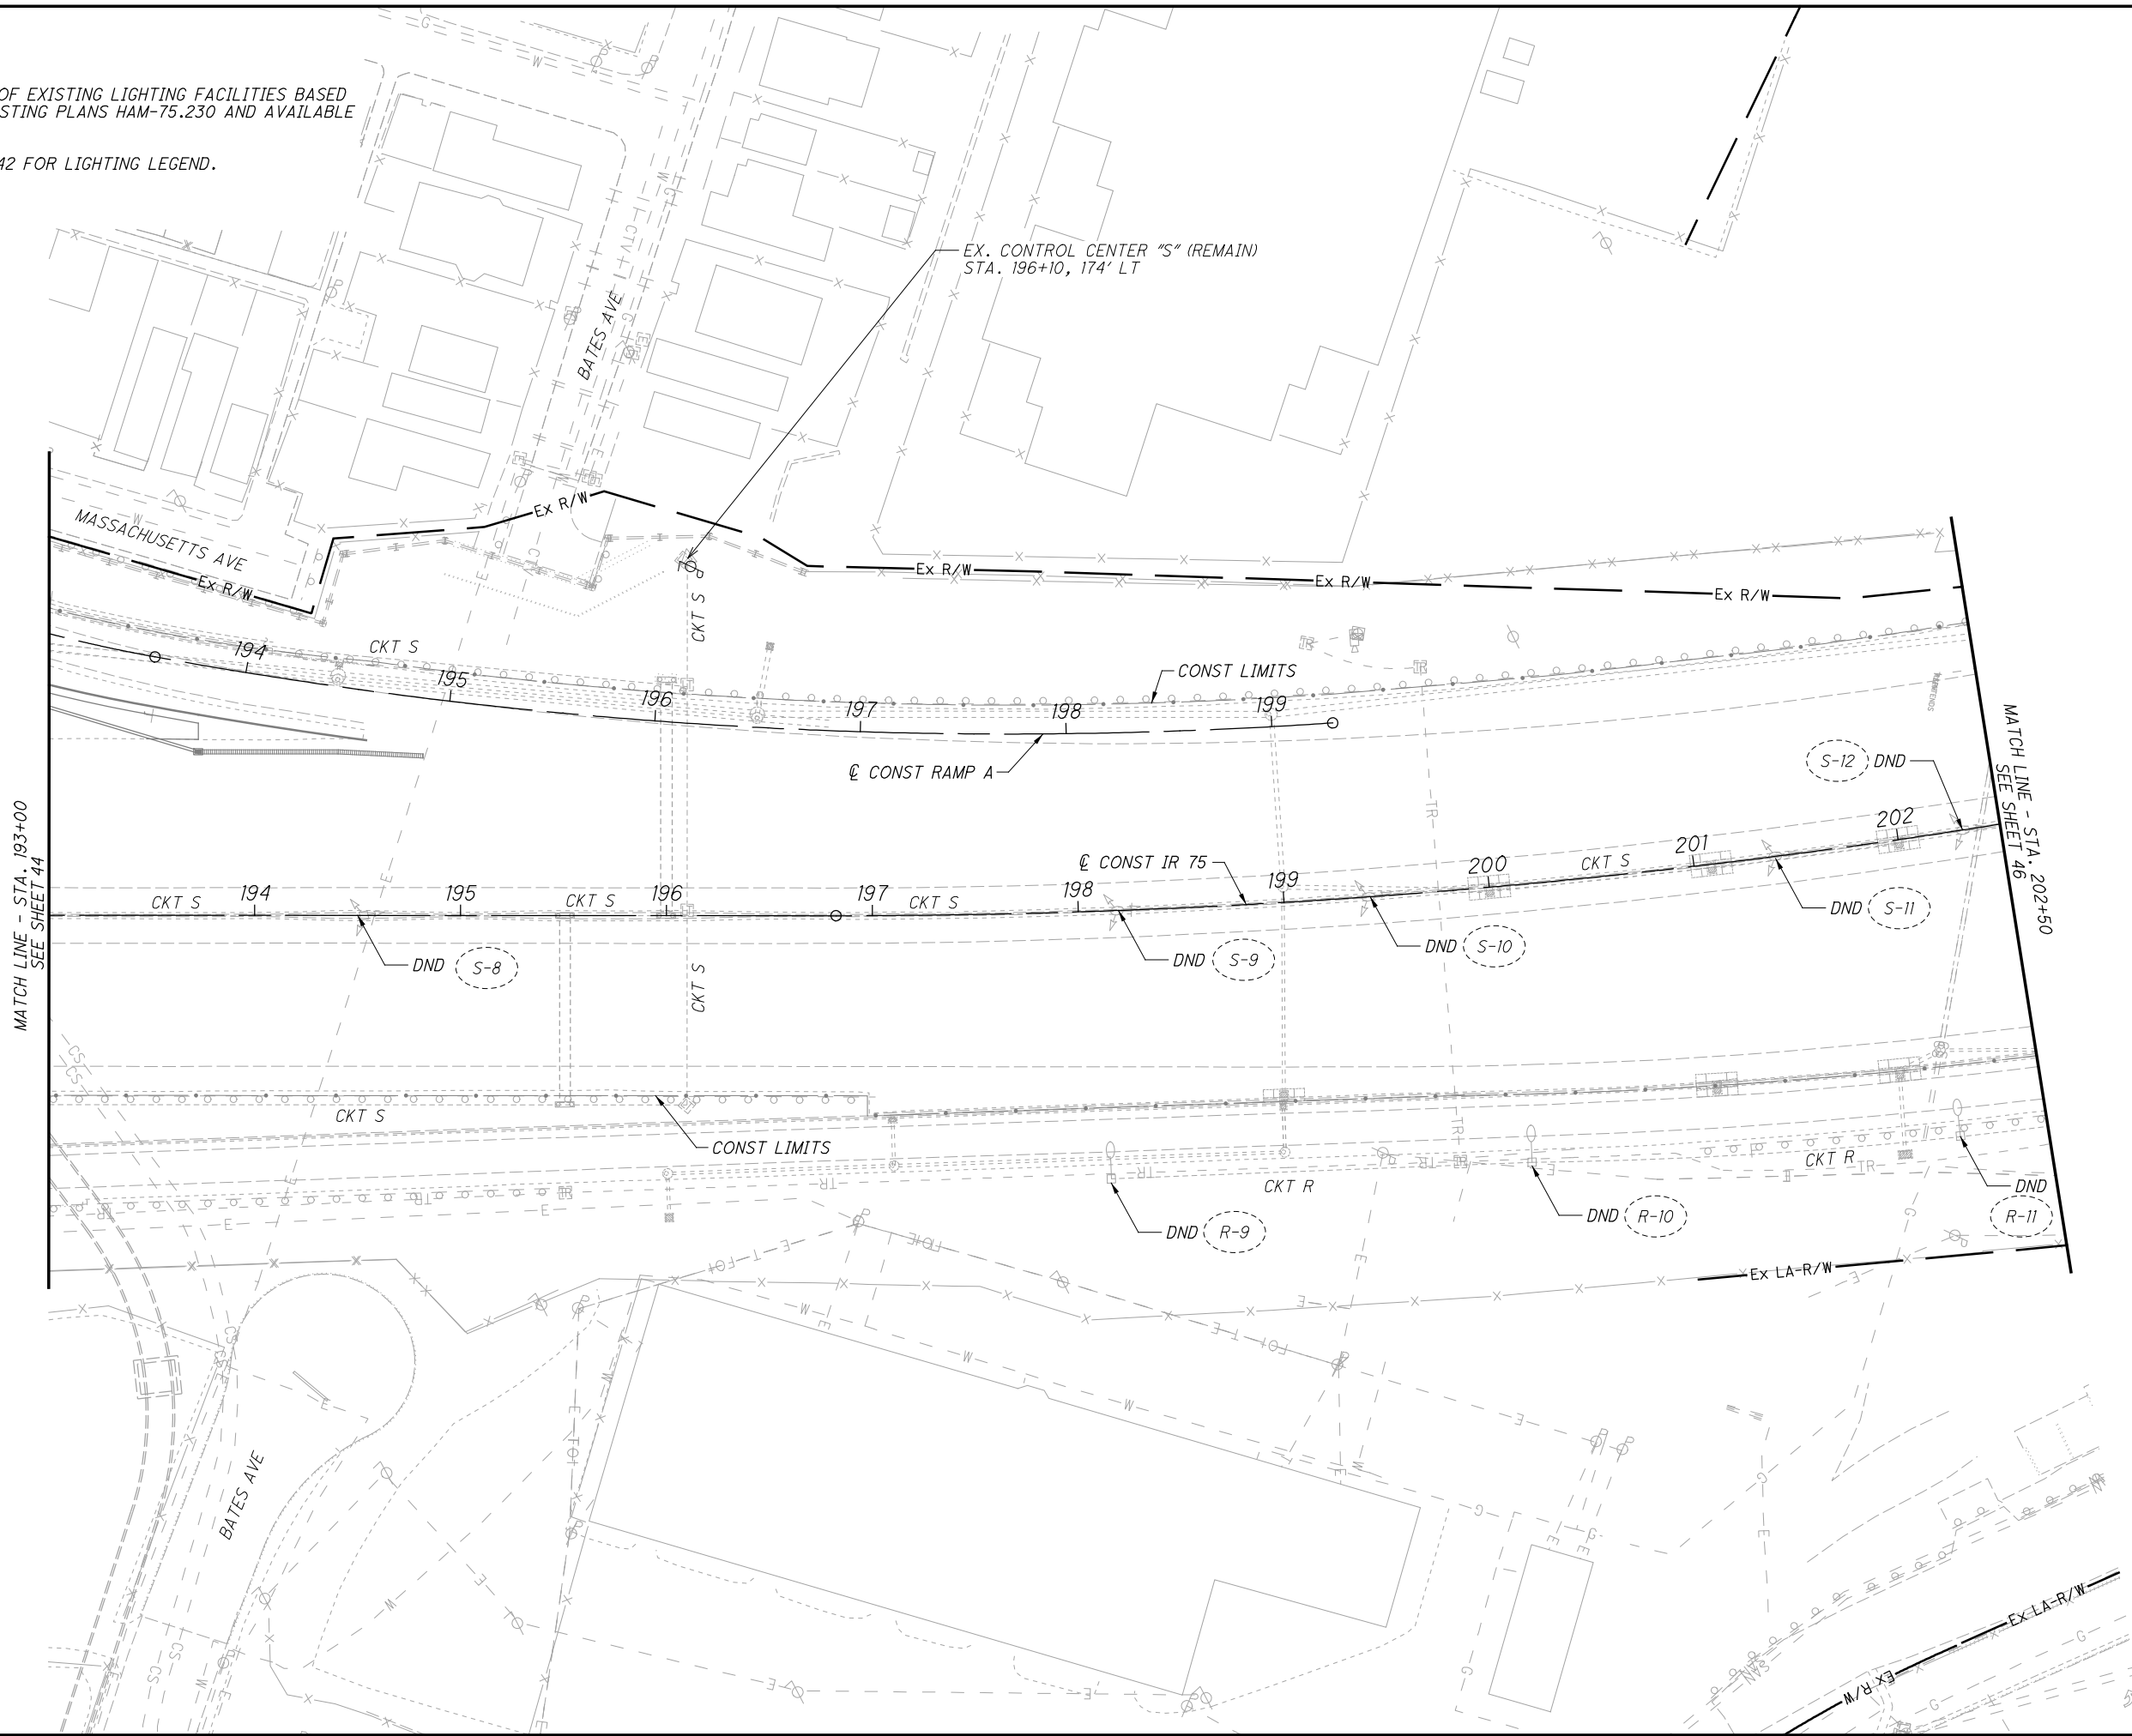 OF EXISTING LIGHTING FACILITIES BASED
STING PLANS HAM-75.230 AND AVAILABLE
42 FOR LIGHTING LEGEND.
EX. CONTROL CENTER "S" (REMAIN)
STA. 196+10, 174' LT
BATES AVE
MASSACHUSETTS AVE
Ex R/W
Ex R/W
Ex R/W
Ex R/W
Ex R/W
CKT S
CKT S
194
195
196
197
198
199
CONST LIMITS
℄ CONST RAMP A
MATCH LINE - STA. 193+00
SEE SHEET 44
MATCH LINE - STA. 202+50
SEE SHEET 46
S-12 DND
℄ CONST IR 75
CKT S
194
195
CKT S
196
197
CKT S
198
199
200
CKT S
201
202
DND S-8
DND S-9
DND S-10
DND S-11
CKT S
CKT S
CONST LIMITS
CKT R
CKT R
DND R-9
DND R-10
DND
R-11
Ex LA-R/W
BATES AVE
Ex LA-R/W
Ex R/W